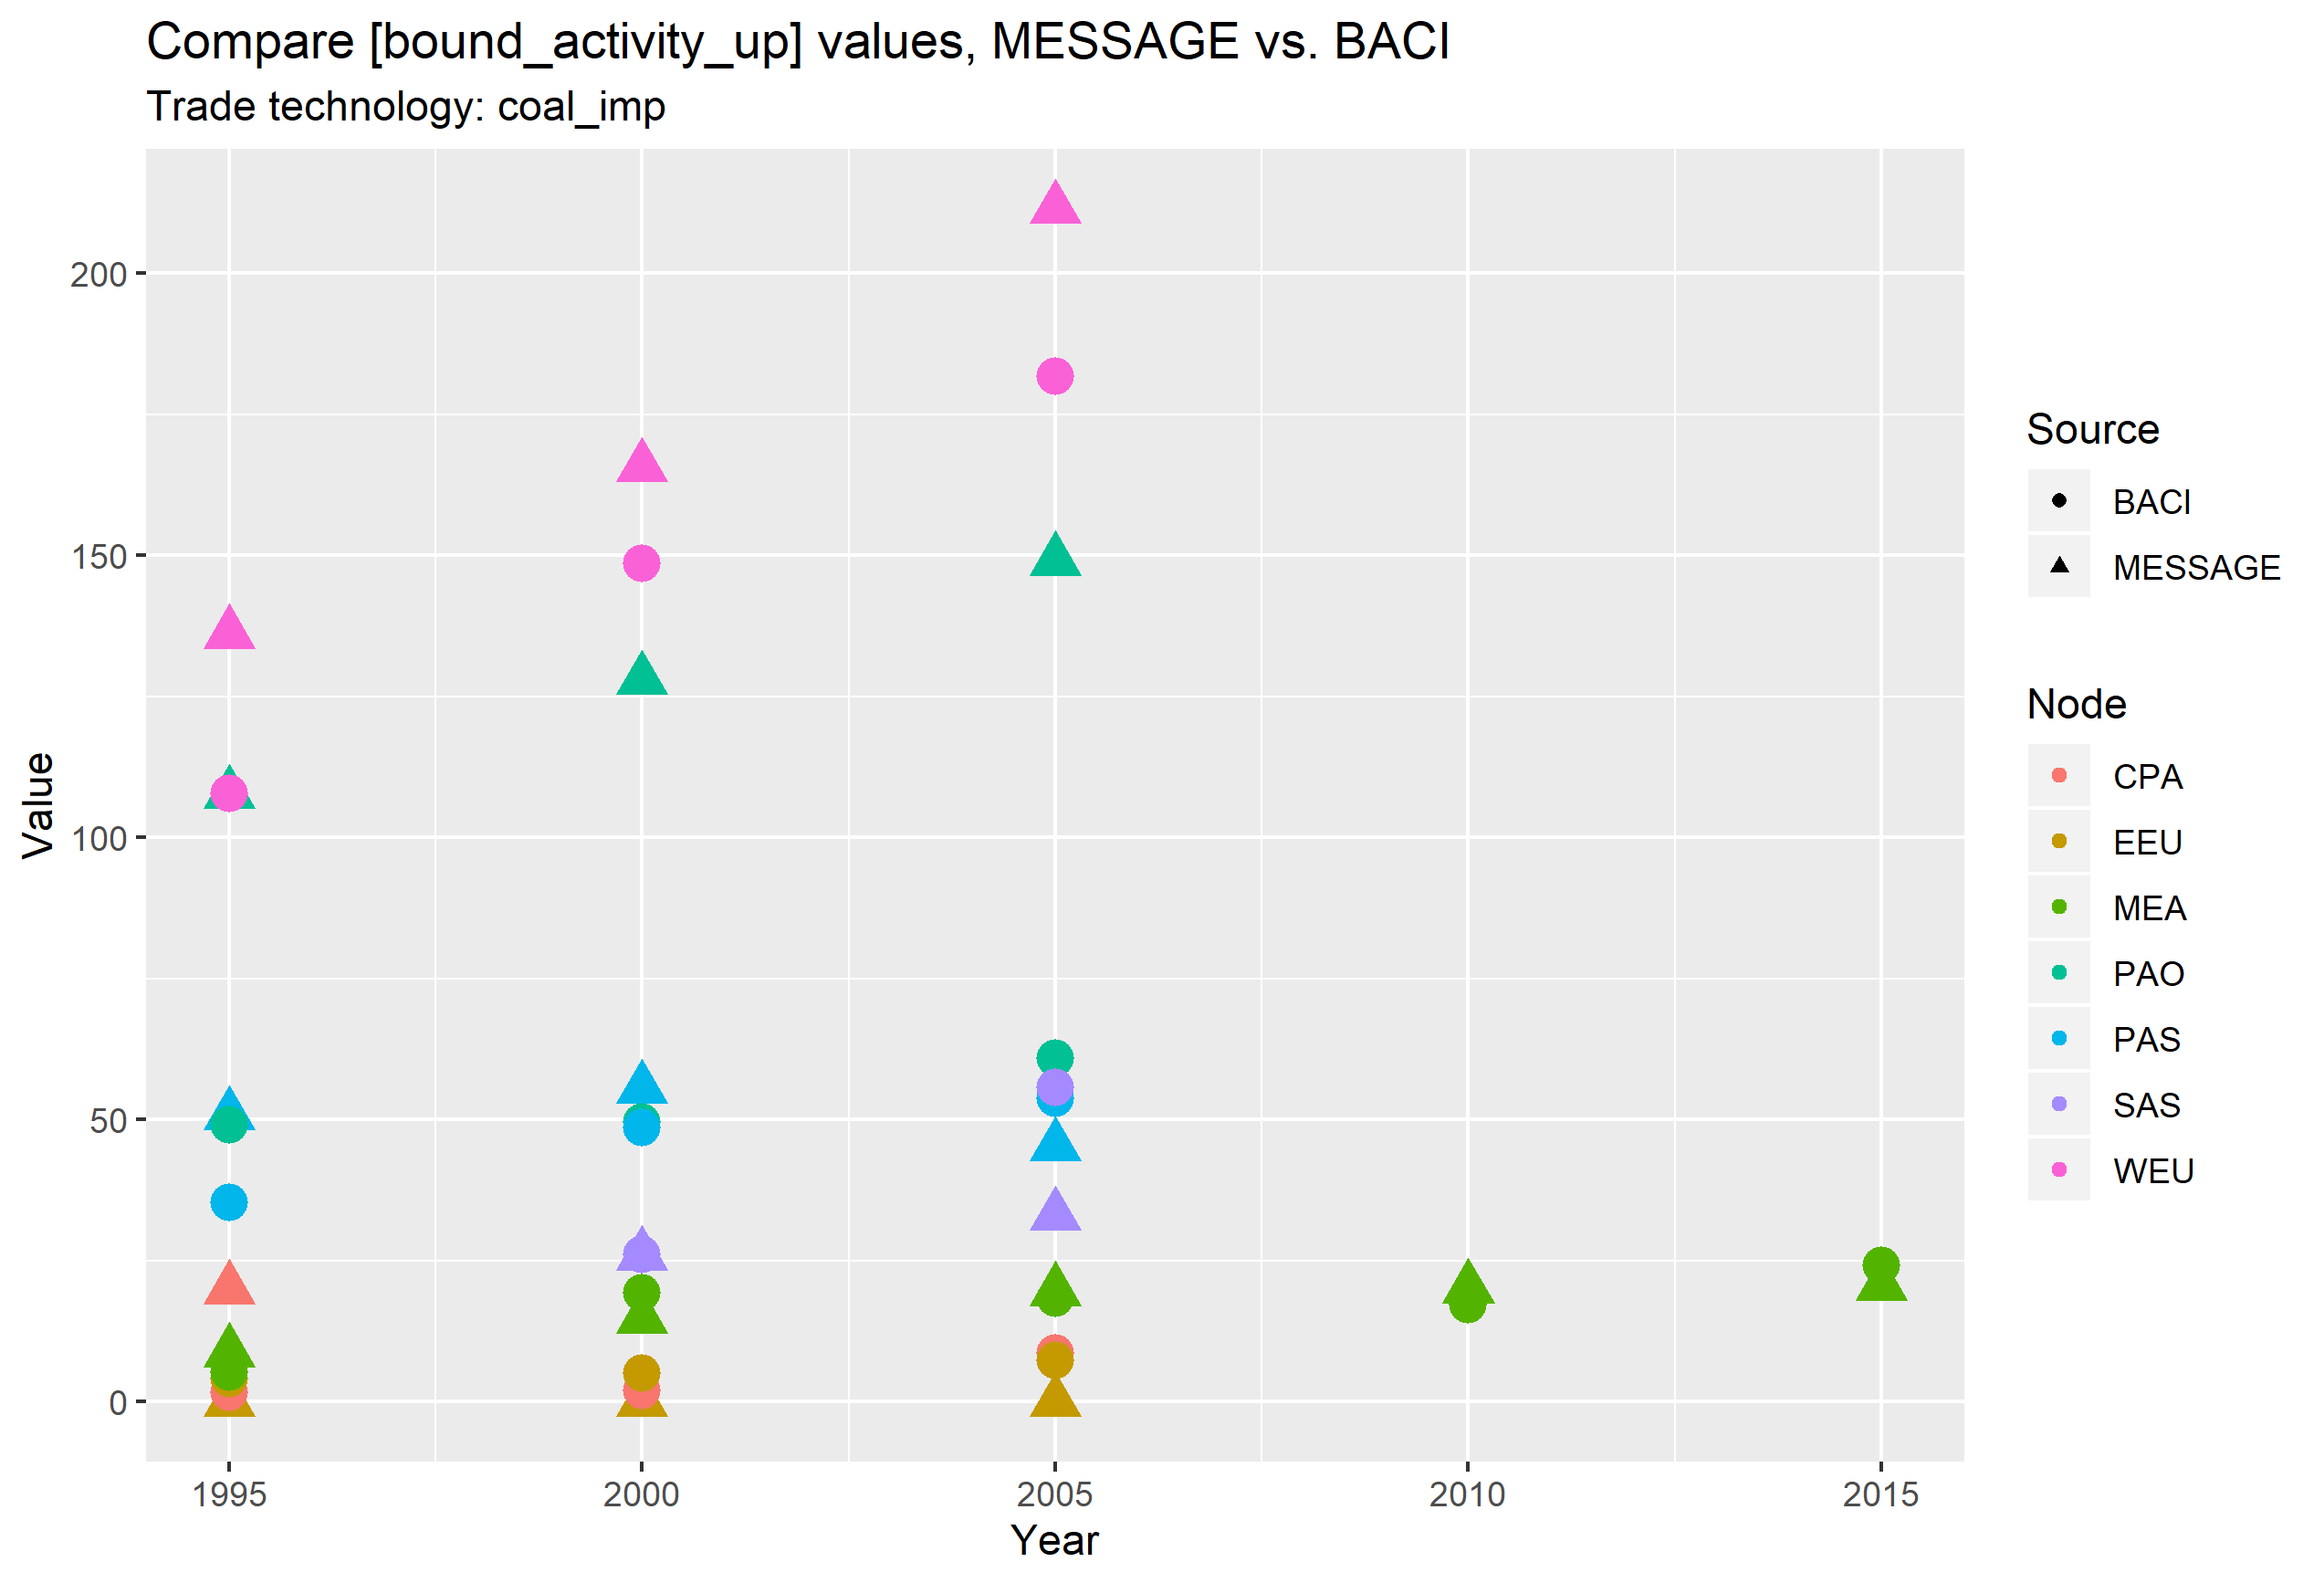 Compare [bound_activity_up] values, MESSAGE vs. BACI
Trade technology: coal_imp
Value
200
150
100
50
0
1995 2000 2005 2010 2015
Year
Source
BACI
MESSAGE
Node
CPA
EEU
MEA
PAO
PAS
SAS
WEU